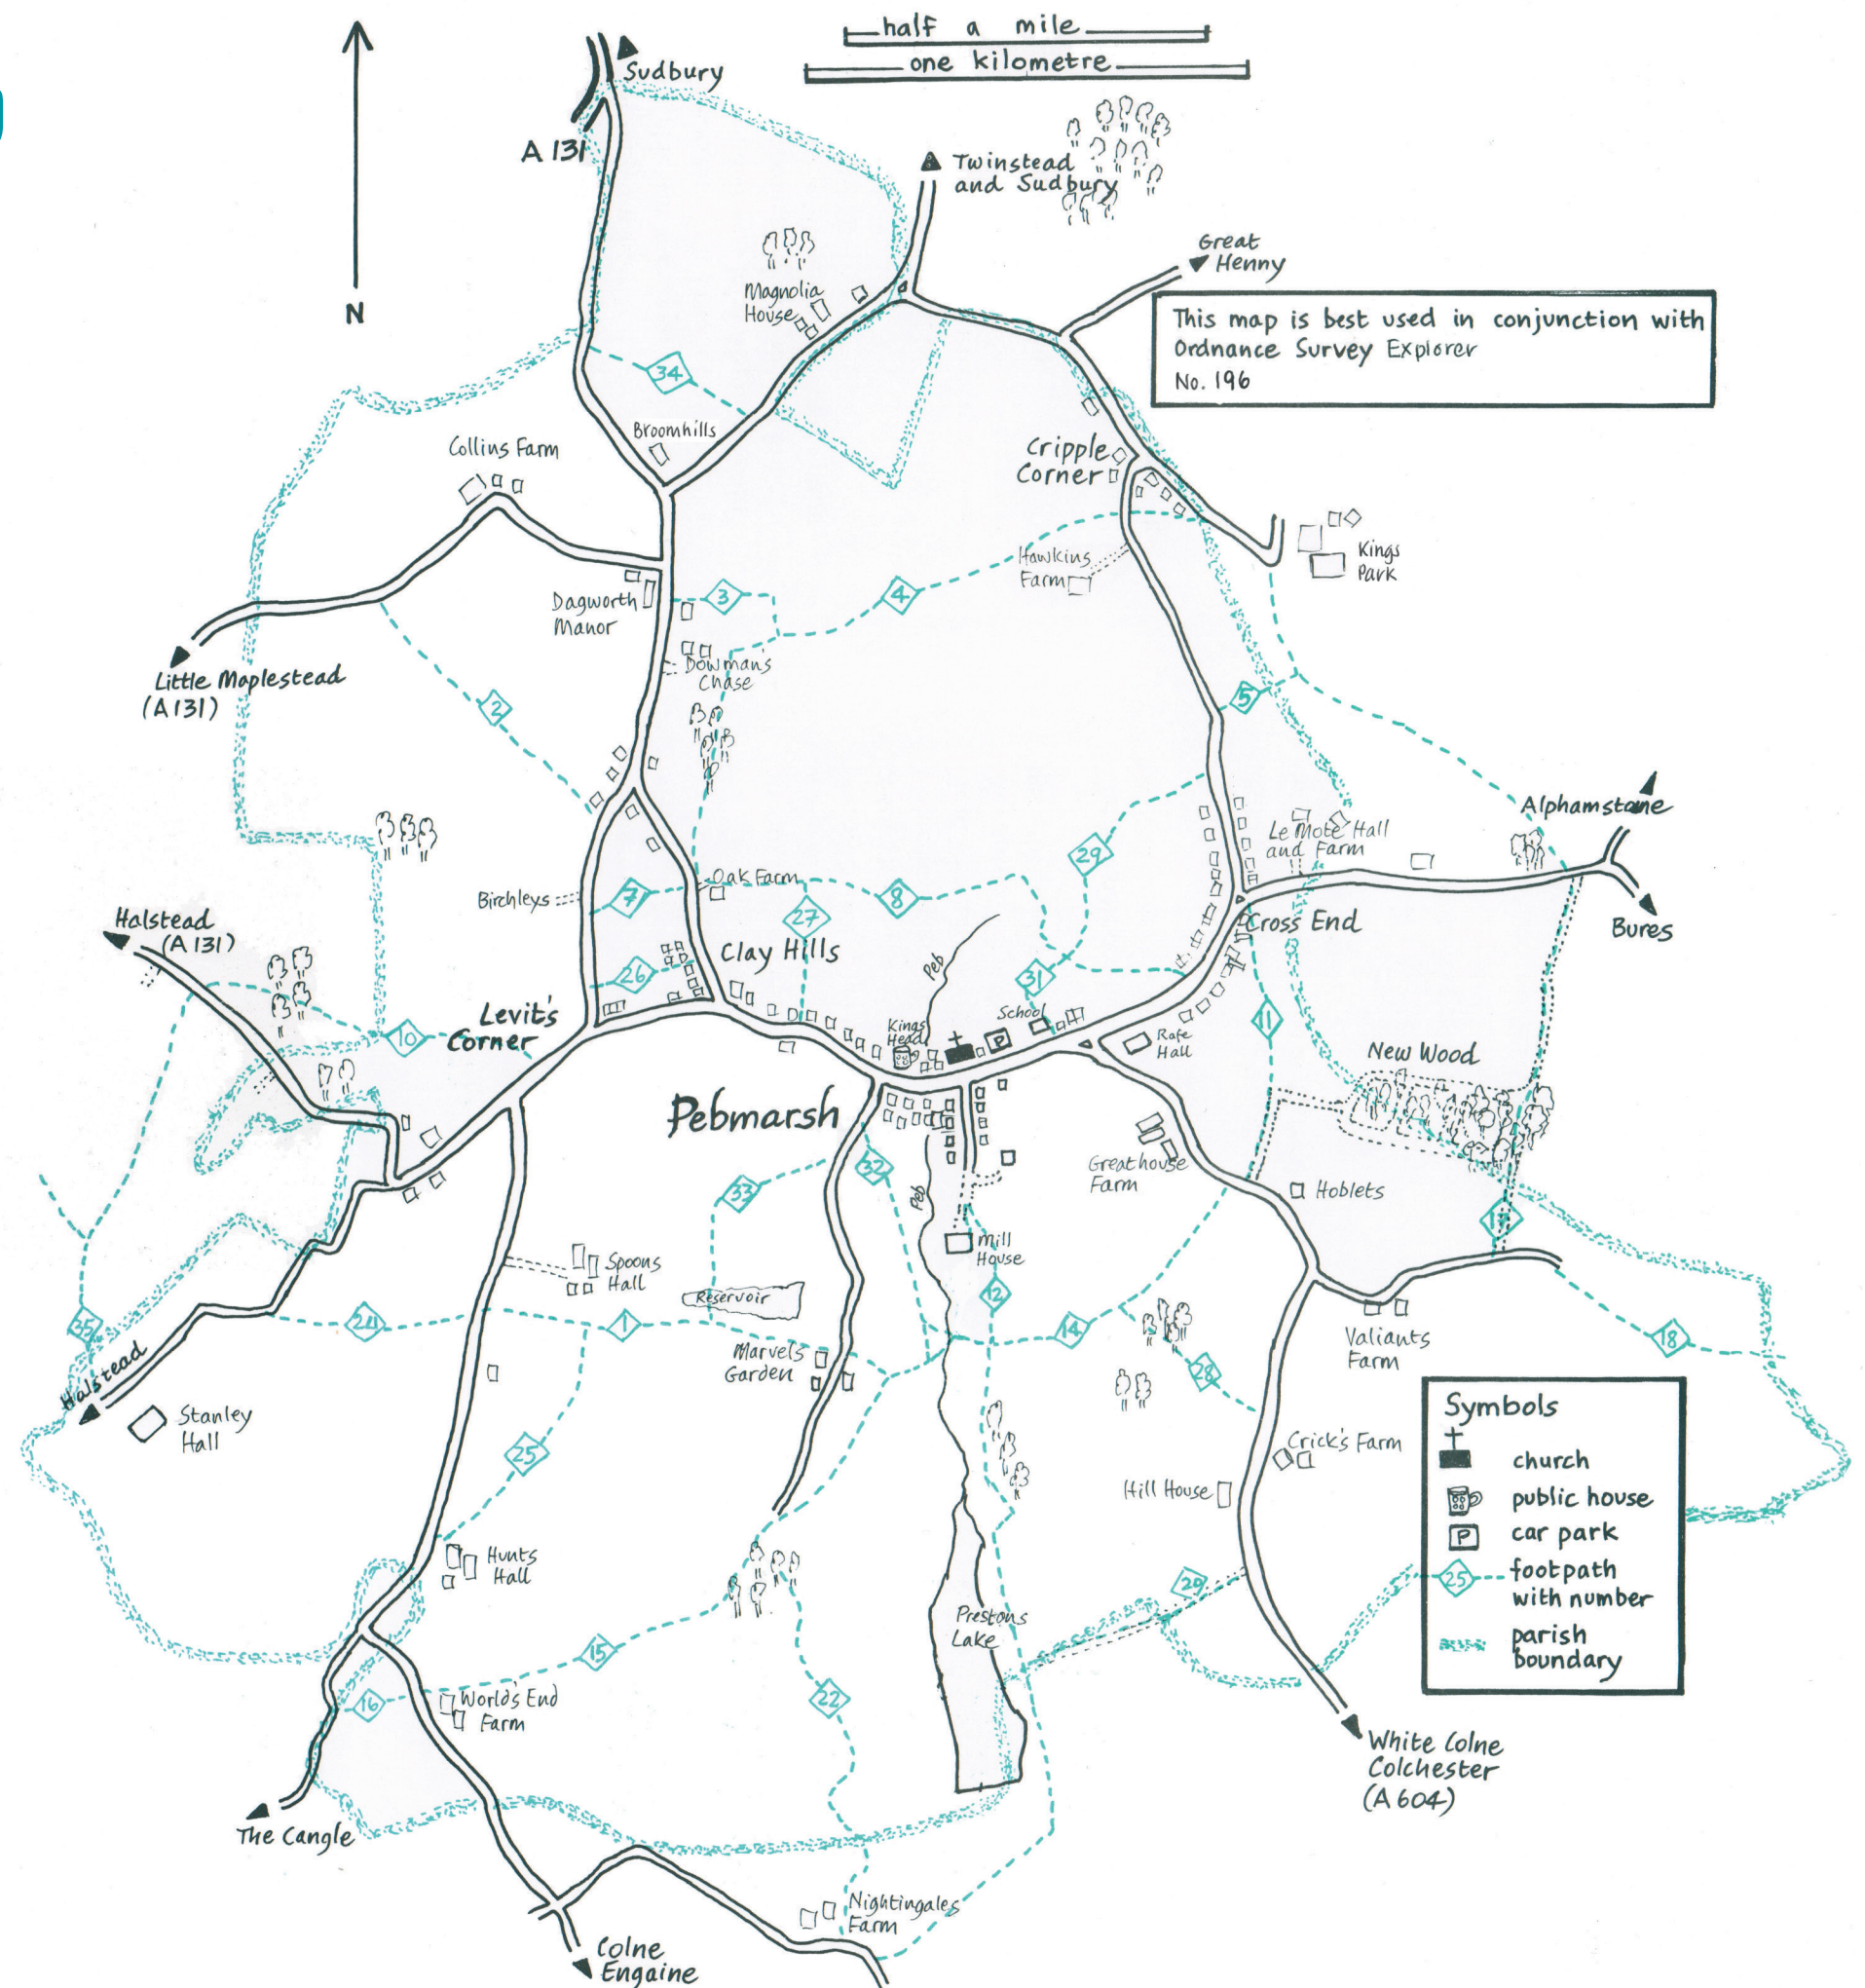 half a mile
one kilometre
Sudbury
A 131
Twinstead
and Sudbury
Great
Henny
N
Magnolia
House
This map is best used in conjunction with
Ordnance Survey Explorer
No. 196
34
Broomhills
Collins Farm
Cripple
Corner
Kings
Park
Hawkins
Farm
Dagworth
Manor
3
4
Dowman's
Chase
Little Maplestead
(A131)
2
5
Alphamstone
Le Mote Hall
and Farm
29
Birchleys
7
Oak Farm
8
27
Halstead
(A131)
Cross End
Bures
Clay Hills
26
Peb
31
Levit's
Corner
10
School
Kings
Head
P
11
Rafe
Hall
New Wood
Pebmarsh
Greathouse
Farm
32
33
Peb
Hoblets
Mill
House
Spoons
Hall
Reservoir
12
35
24
1
14
Valiants
Farm
18
Marvel's
Garden
28
Halstead
Stanley
Hall
25
Crick's Farm
Hill House
Symbols
church
public house
P
car park
25
footpath
with number
parish
boundary
Hunts
Hall
Prestons
Lake
15
16
World's End
Farm
22
White Colne
Colchester
(A 604)
The Cangle
Nightingales
Farm
Colne
Engaine